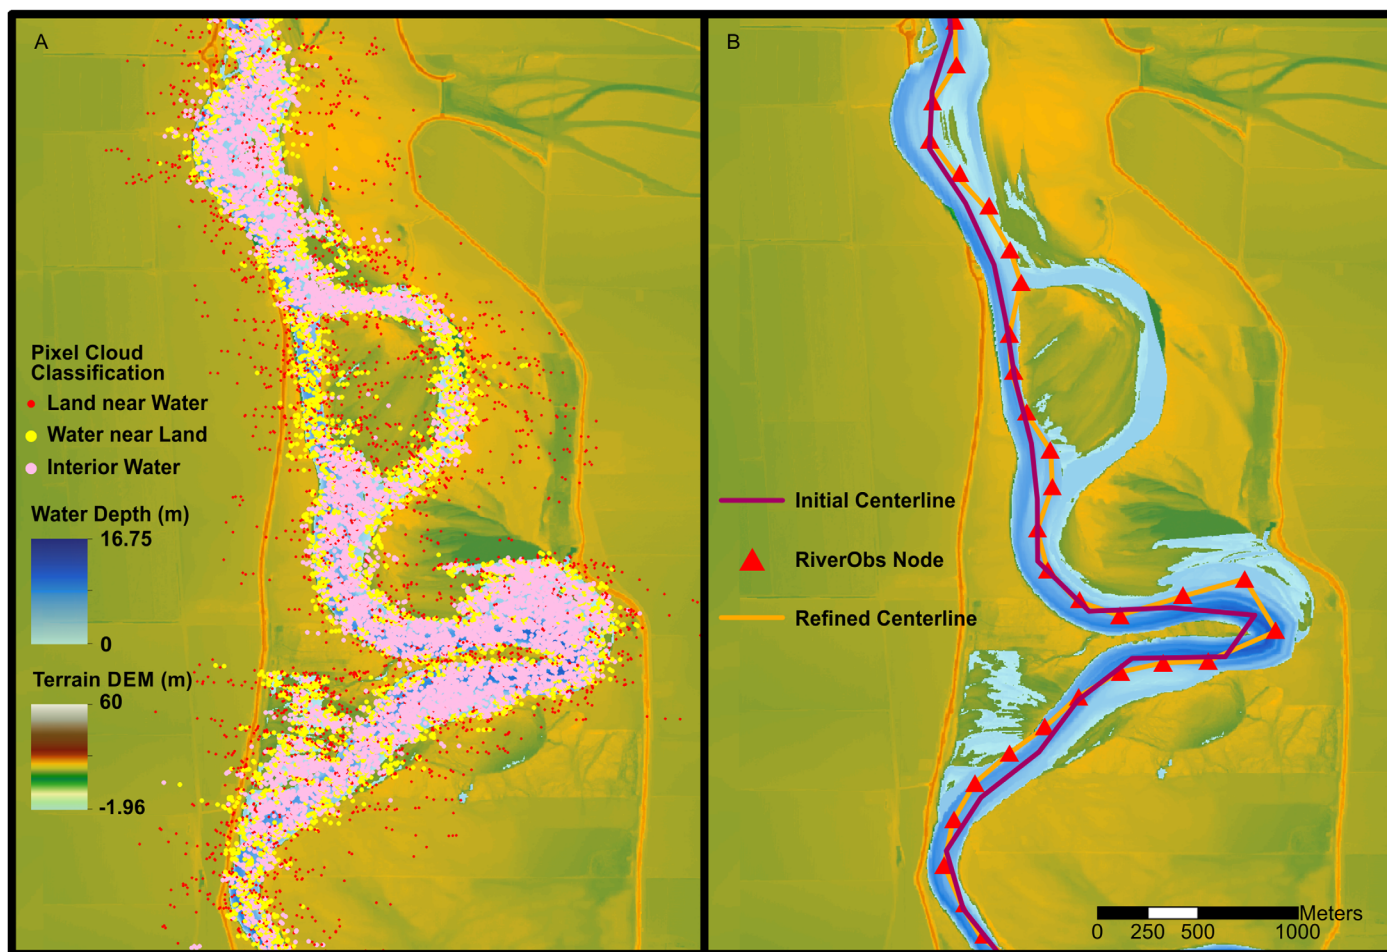 A
Pixel Cloud
Classification
Land near Water
Water near Land
Interior Water
Water Depth (m)
16.75
0
Terrain DEM (m)
60
-1.96
B
Initial Centerline
RiverObs Node
Refined Centerline
Meters
0 250 500 1000